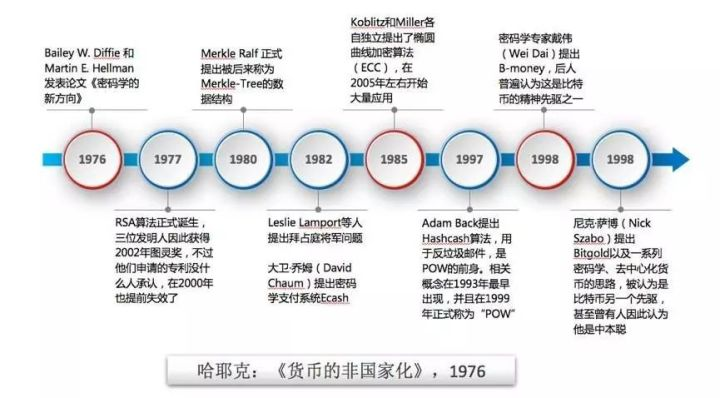 Bailey W. Diffie 和
Martin E. Hellman
发表论文《密码学的
新方向》
Merkle Ralf 正式
提出被后来称为
Merkle-Tree的数
据结构
Koblitz和Miller各
自独立提出了椭圆
曲线加密算法
（ECC），在
2005年左右开始
大量应用
密码学专家戴伟
（Wei Dai）提出
B-money，后人
普遍认为这是比特
币的精神先驱之一
1976
1977
1980
1982
1985
1997
1998
1998
RSA算法正式诞生，
三位发明人因此获得
2002年图灵奖，不过
他们申请的专利没什
么人承认，在2000年
也提前失效了
Leslie Lamport等人
提出拜占庭将军问题
大卫·乔姆（David
Chaum）提出密码
学支付系统Ecash
Adam Back提出
Hashcash算法，用
于反垃圾邮件，是
POW的前身。相关
概念在1993年最早
出现，并且在1999
年正式称为“POW”
尼克·萨博（Nick
Szabo）提出
Bitgold以及一系列
密码学、去中心化货
币的思路，被认为是
比特币另一个先驱，
甚至曾有人因此认为
他是中本聪
哈耶克：《货币的非国家化》，1976